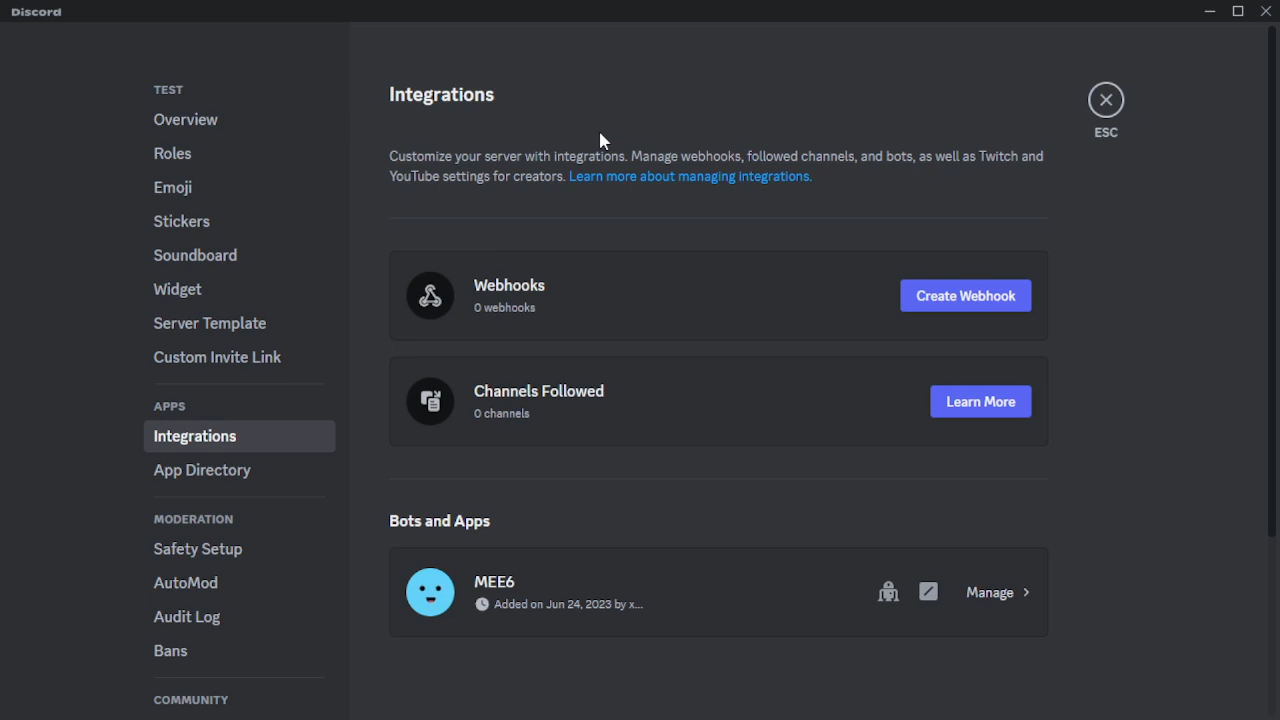 Discord
TEST
Overview
Roles
Emoji
Stickers
Soundboard
Widget
Server Template
Custom Invite Link
APPS
Integrations
App Directory
MODERATION
Safety Setup
AutoMod
Audit Log
Bans
COMMUNITY
Integrations
ESC
Customize your server with integrations. Manage webhooks, followed channels, and bots, as well as Twitch and
YouTube settings for creators. Learn more about managing integrations.
Webhooks
0 webhooks
Create Webhook
Channels Followed
0 channels
Learn More
Bots and Apps
MEE6
Added on Jun 24, 2023 by x...
Manage